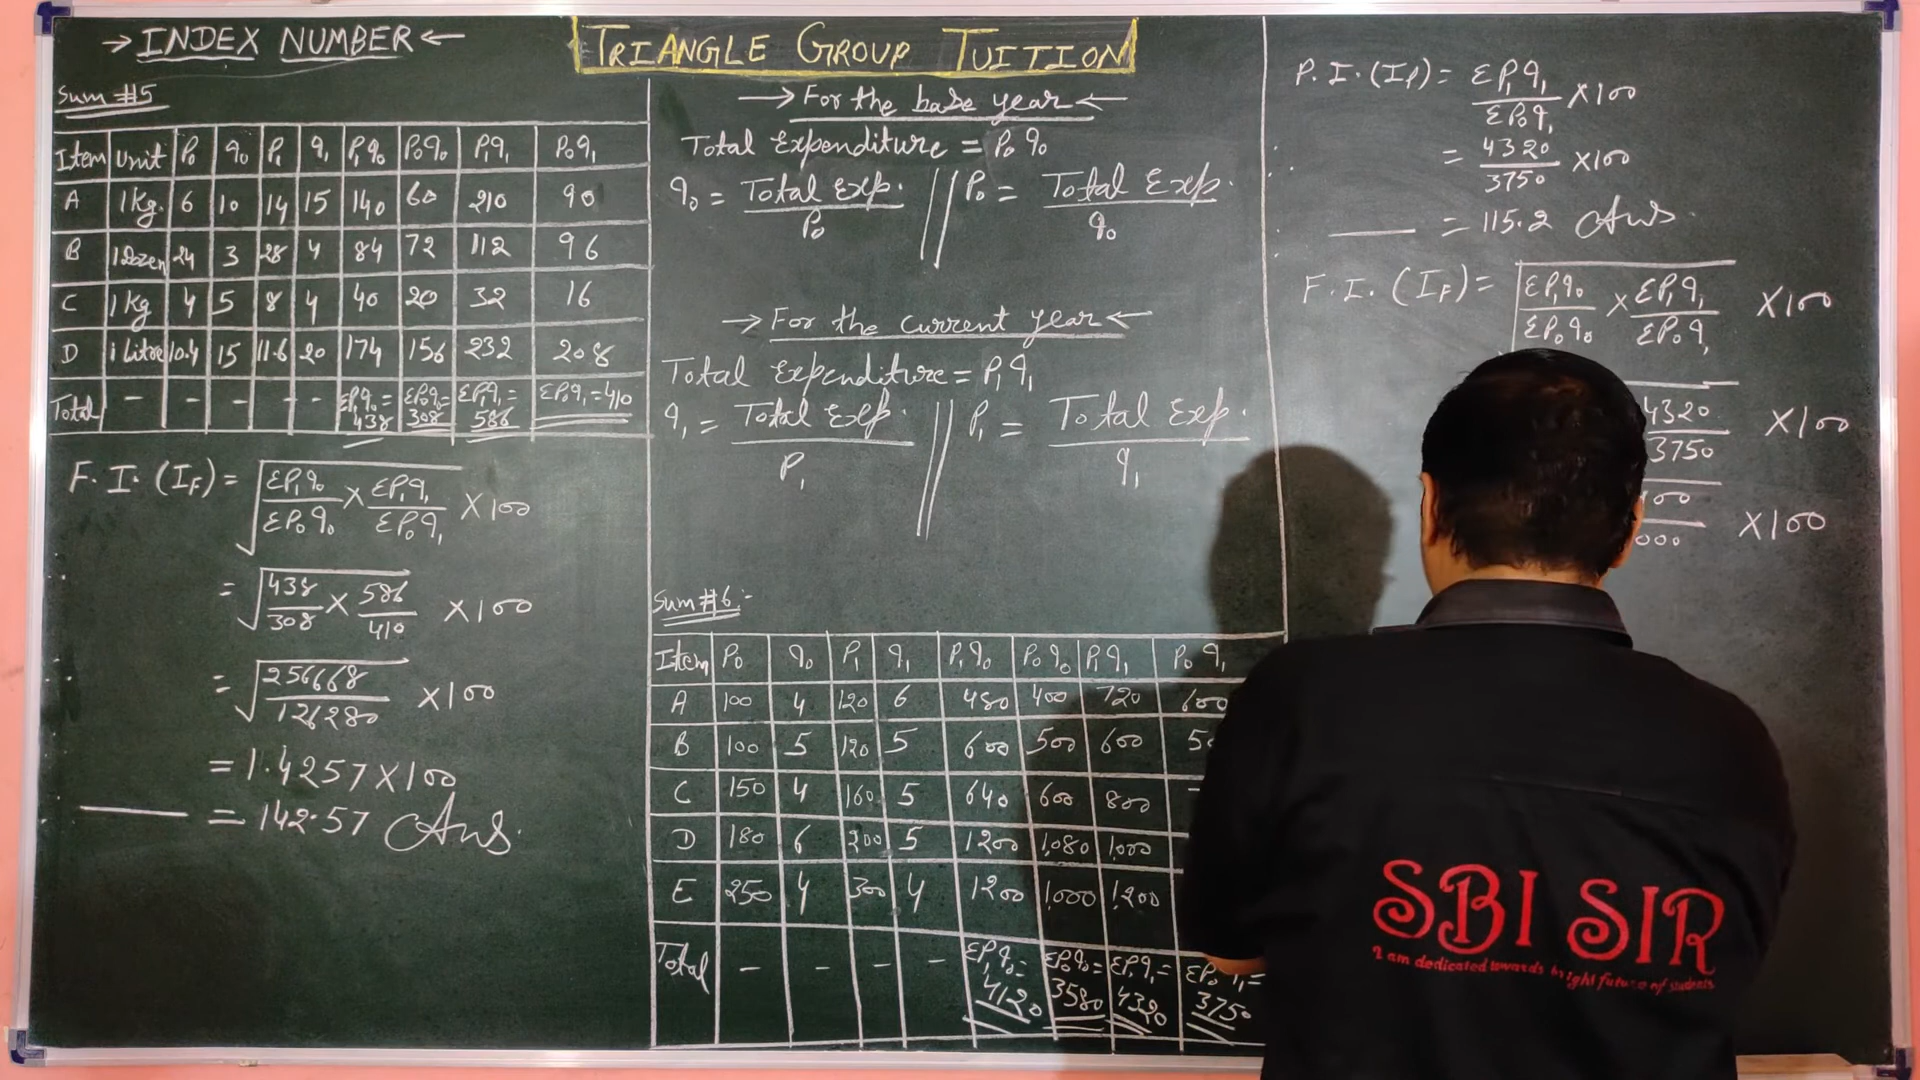 → INDEX NUMBER ←
TRIANGLE GROUP TUITION
Sum #5
Item Unit P₀ q₀ P₁ q₁ P₁q₀ P₀q₀ P₁q₁ P₀q₁
A 1Kg. 6 10 14 15 140 60 210 90
B 1Dozen 24 3 28 4 84 72 112 96
C 1Kg 4 5 8 4 40 20 32 16
D 1 Litre 10.4 15 11.6 20 174 156 232 208
Total - - - - - ΣP₁q₀= 438 ΣP₀q₀= 308 ΣP₁q₁= 586 ΣP₀q₁=410
F.I. (I_F) = √(ΣP₁q₀/ΣP₀q₀ × ΣP₁q₁/ΣP₀q₁) ×100
= √(438/308 × 586/410) ×100
= √(256668/126280) ×100
= 1.4257×100
= 142.57 Ans.
→ For the base year ←
Total Expenditure = P₀q₀
q₀ = Total Exp./P₀ // P₀ = Total Exp./q₀
→ For the current year ←
Total Expenditure = P₁q₁
q₁ = Total Exp./P₁ // P₁ = Total Exp./q₁
Sum #6:-
Item P₀ q₀ P₁ q₁ P₁q₀ P₀q₀ P₁q₁ P₀q₁
A 100 4 120 6 480 400 720 600
B 100 5 120 5 600 500 600
C 150 4 160 5 640 600 800
D 180 6 200 5 1200 1,080 1,000
E 250 4 300 4 1200 1,000 1,200
Total - - - - ΣP₁q₀= 4120 ΣP₀q₀= 3580 ΣP₁q₁= 4320 ΣP₀q₁= 3750
P.I. (I_P) = ΣP₁q₁/ΣP₀q₁ ×100
= 4320/3750 ×100
= 115.2 Ans.
F.I. (I_F) = √(ΣP₁q₀/ΣP₀q₀ × ΣP₁q₁/ΣP₀q₁) ×100
4320/3750 ×100
×100
SBI SIR
I am dedicated towards bright future of students